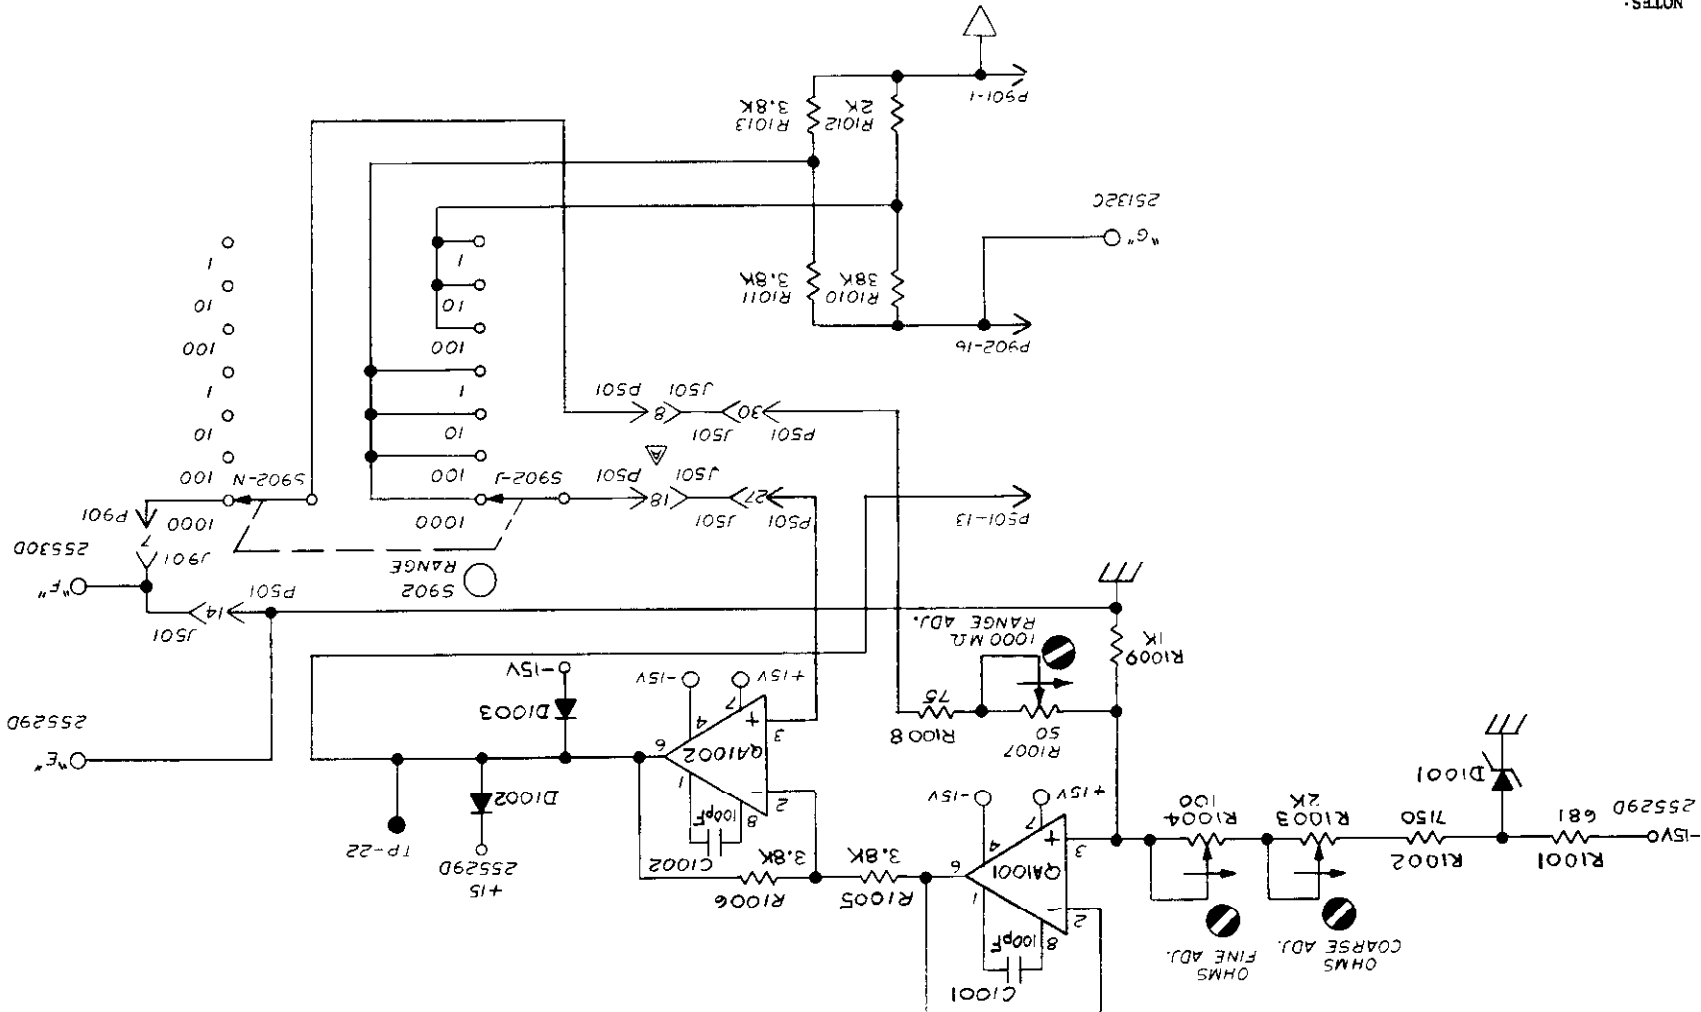 OHMS
COARSE ADJ.
OHMS
FINE ADJ.
C1001
100pF
8
1
2
3
QA1001
6
-
+
7
4
+15V
-15V
-15V
25529D
R1001
681
D1001
R1002
7150
R1003
2K
R1004
100
R1005
3.8K
R1006
3.8K
C1002
100pF
8
1
2
3
QA1002
6
-
+
7
4
+15V
-15V
+15
25529D
D1002
TP-22
D1003
-15V
"E"
25529D
R1007
50
1000 MΩ
RANGE ADJ.
R1008
75
R1009
1K
J501
14
P501
"F"
25530D
J901
7
P901
S902
RANGE
P501-13
P501
27
J501
J501
18
P501
A
S902-J
1000
100
10
1
100
10
1
S902-N
1000
100
10
1
100
10
1
P501
30
J501
J501
8
P501
P902-16
"G"
25132C
R1010
38K
R1011
3.8K
R1012
2K
R1013
3.8K
P501-1
NOTES: